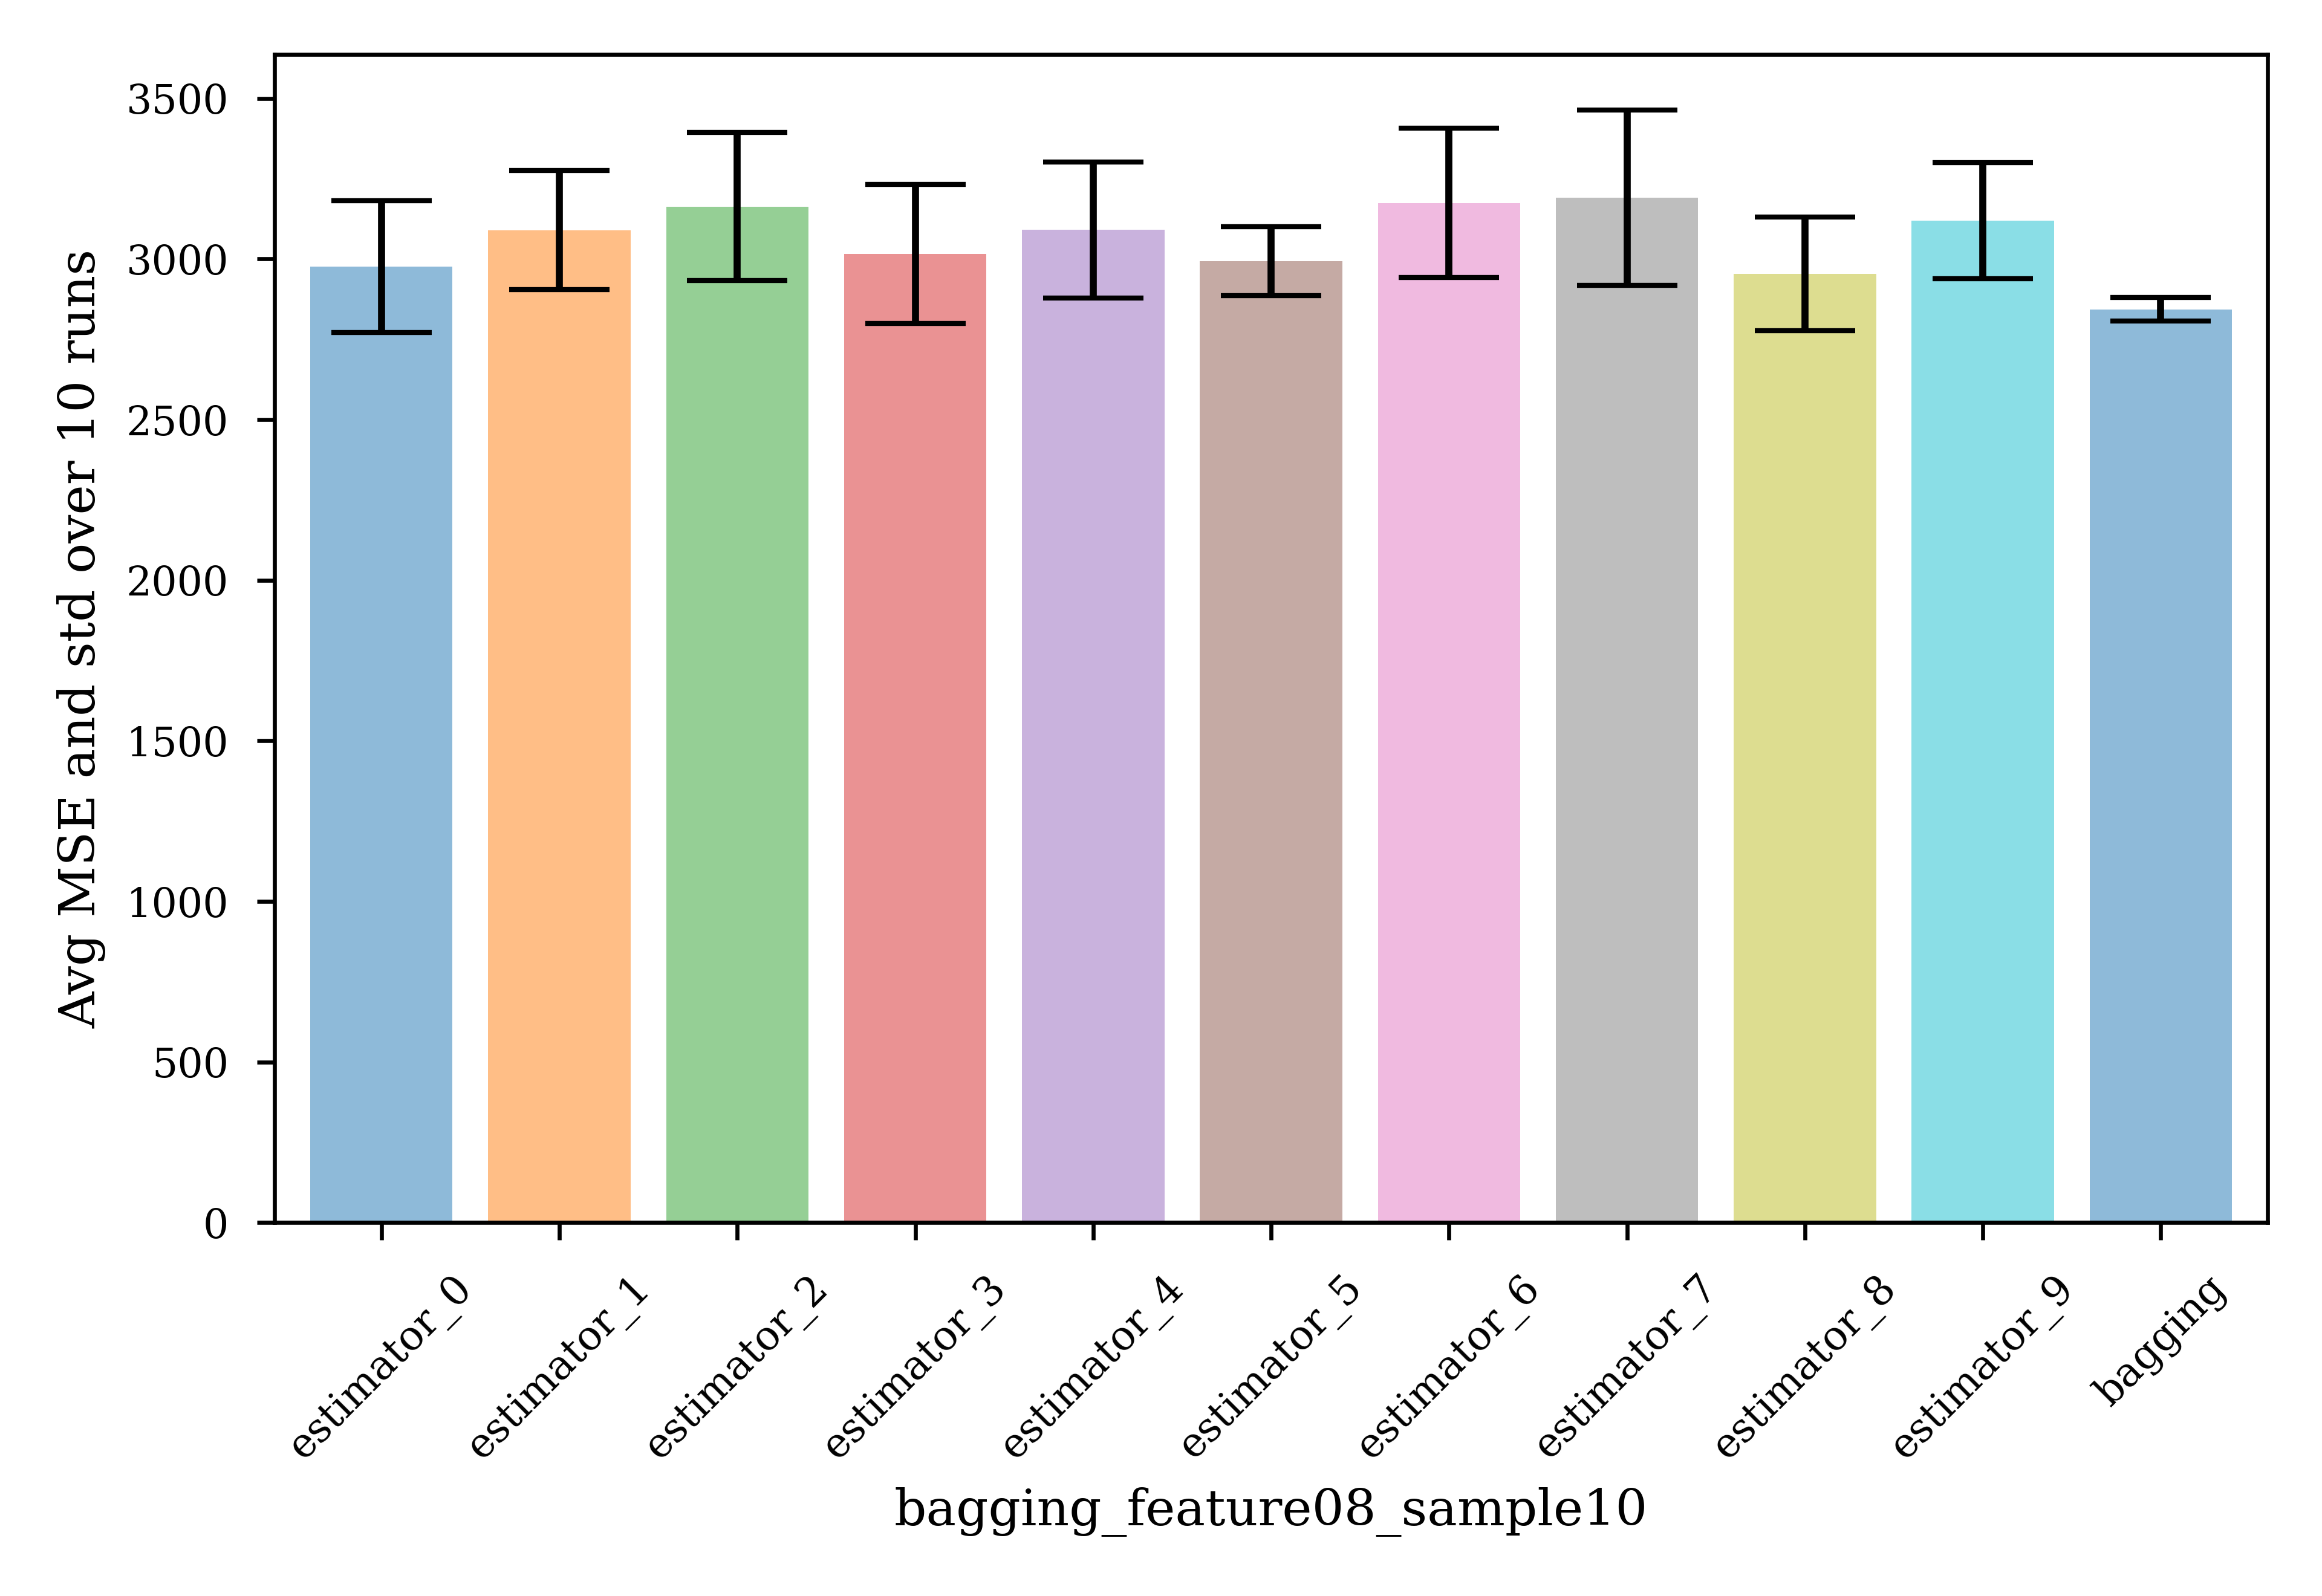 Avg MSE and std over 10 runs
3500
3000
2500
2000
1500
1000
500
0
estimator_0
estimator_1
estimator_2
estimator_3
estimator_4
estimator_5
estimator_6
estimator_7
estimator_8
estimator_9
bagging
bagging_feature08_sample10